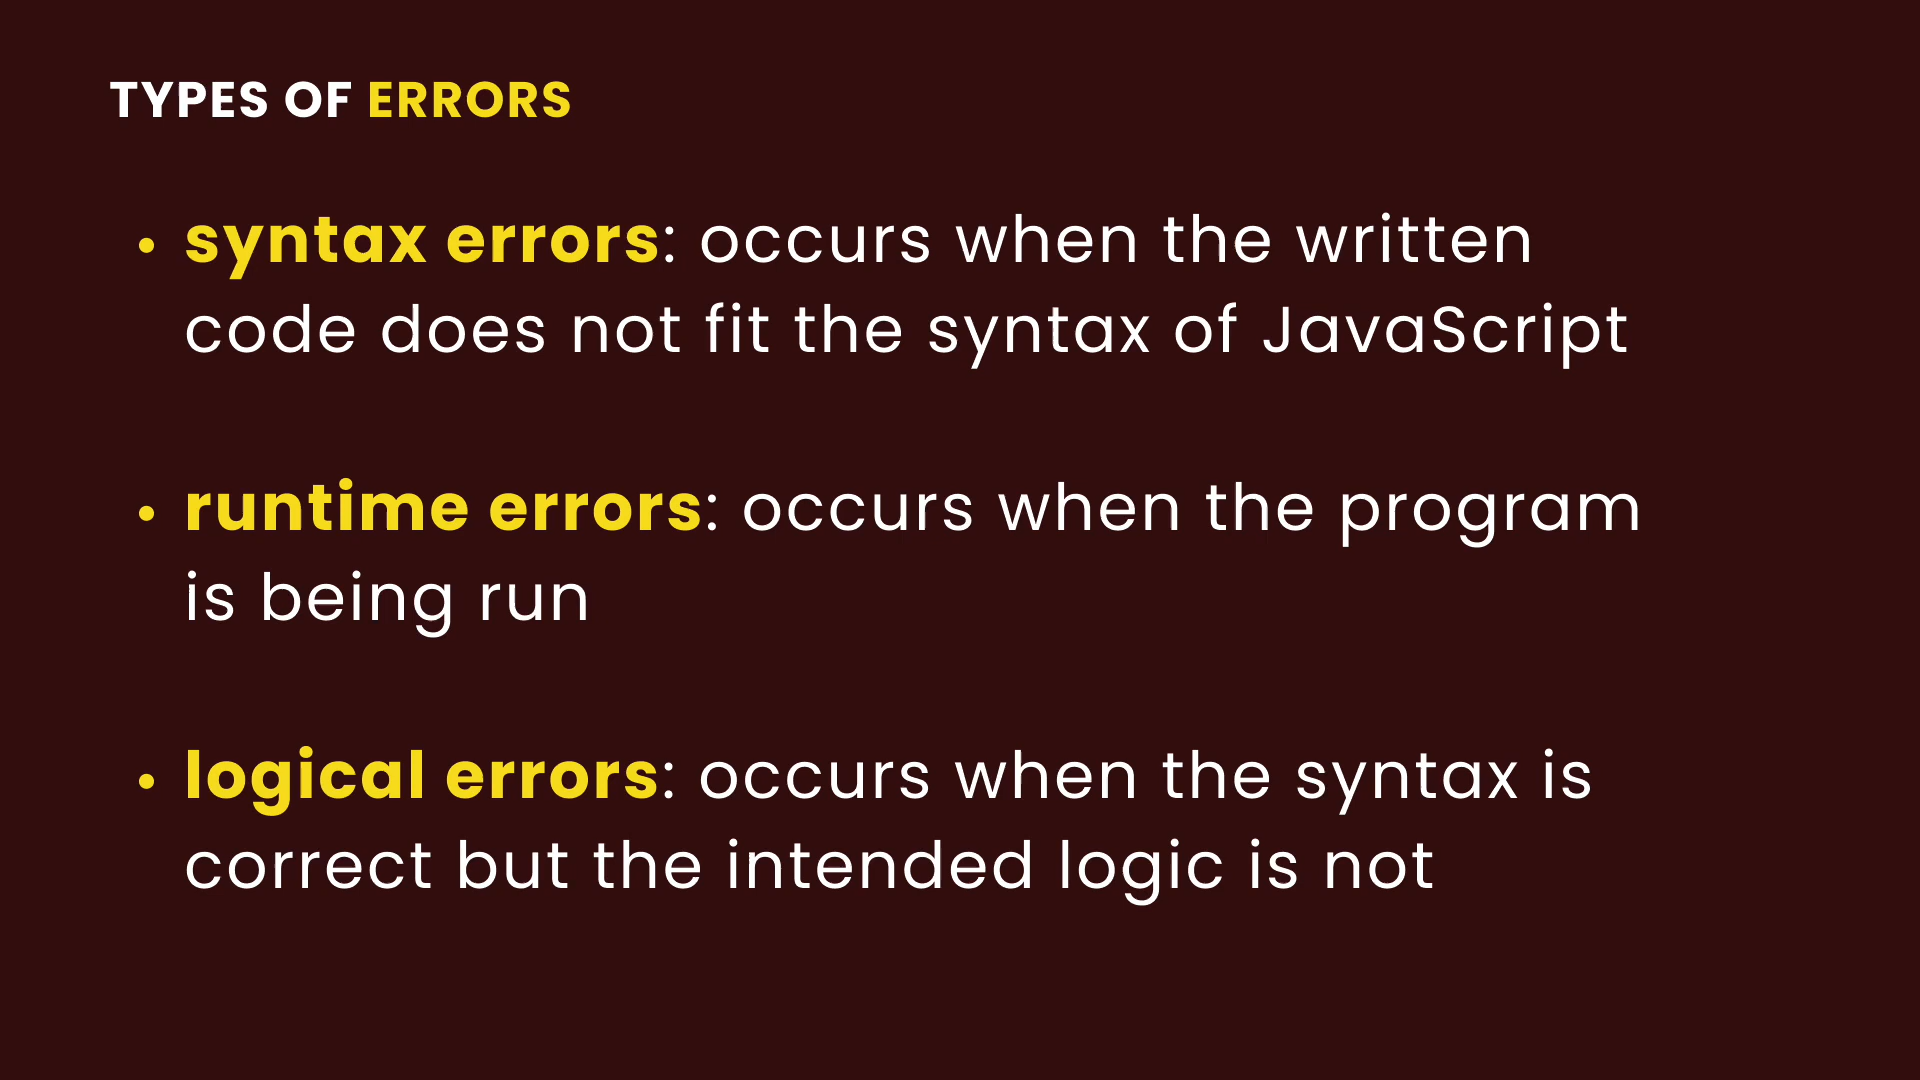 TYPES OF ERRORS
• syntax errors: occurs when the written
code does not fit the syntax of JavaScript
• runtime errors: occurs when the program
is being run
• logical errors: occurs when the syntax is
correct but the intended logic is not